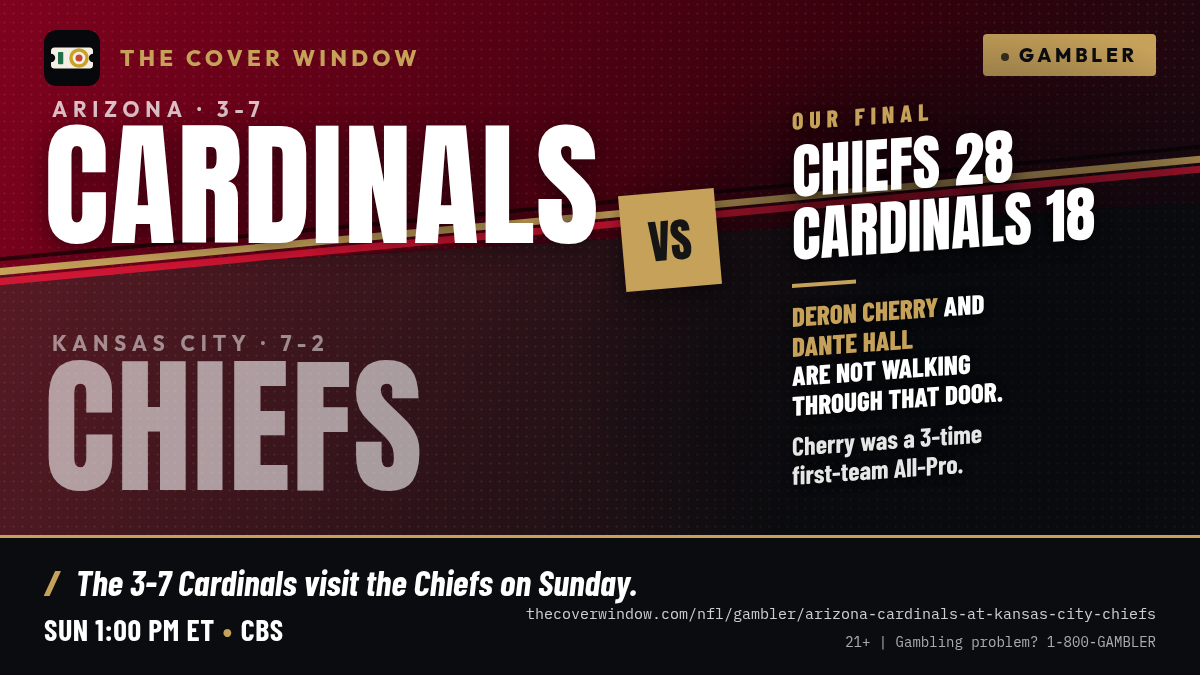 THE COVER WINDOW
GAMBLER
ARIZONA · 3-7
CARDINALS
VS
KANSAS CITY · 7-2
CHIEFS
OUR FINAL
CHIEFS 28
CARDINALS 18
DERON CHERRY AND
DANTE HALL
ARE NOT WALKING
THROUGH THAT DOOR.
Cherry was a 3-time
first-team All-Pro.
/ The 3-7 Cardinals visit the Chiefs on Sunday.
SUN 1:00 PM ET • CBS
thecoverwindow.com/nfl/gambler/arizona-cardinals-at-kansas-city-chiefs
21+ | Gambling problem? 1-800-GAMBLER